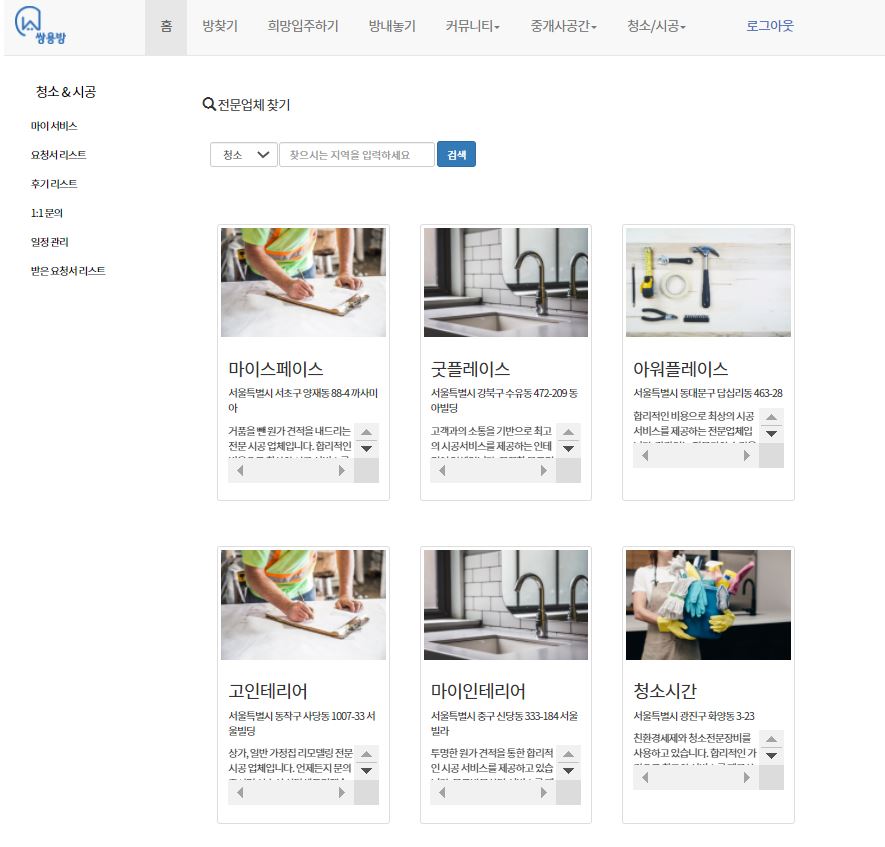 쌍용방
홈 방찾기 희망입주하기 방내놓기 커뮤니티 중개사공간 청소/시공 로그아웃
청소 & 시공
마이 서비스
요청서 리스트
후기 리스트
1:1 문의
일정 관리
받은 요청서 리스트
전문업체 찾기
청소 찾으시는 지역을 입력하세요 검색
마이스페이스
서울특별시 서초구 양재동 88-4 까사미
아
거품을 뺀 원가 견적을 내드리는
전문 시공 업체입니다. 합리적인
굿플레이스
서울특별시 강북구 수유동 472-209 동
아빌딩
고객과의 소통을 기반으로 최고
의 시공서비스를 제공하는 인테
아워플레이스
서울특별시 동대문구 답십리동 463-28
합리적인 비용으로 최상의 시공
서비스를 제공하는 전문업체입
고인테리어
서울특별시 동작구 사당동 1007-33 서
울빌딩
상가, 일반 가정집 리모델링 전문
시공 업체입니다. 언제든지 문의
마이인테리어
서울특별시 중구 신당동 333-184 서울
빌라
투명한 원가 견적을 통한 합리적
인 시공 서비스를 제공하고 있습
청소시간
서울특별시 광진구 화양동 3-23
친환경세제와 청소전문장비를
사용하고 있습니다. 합리적인 가